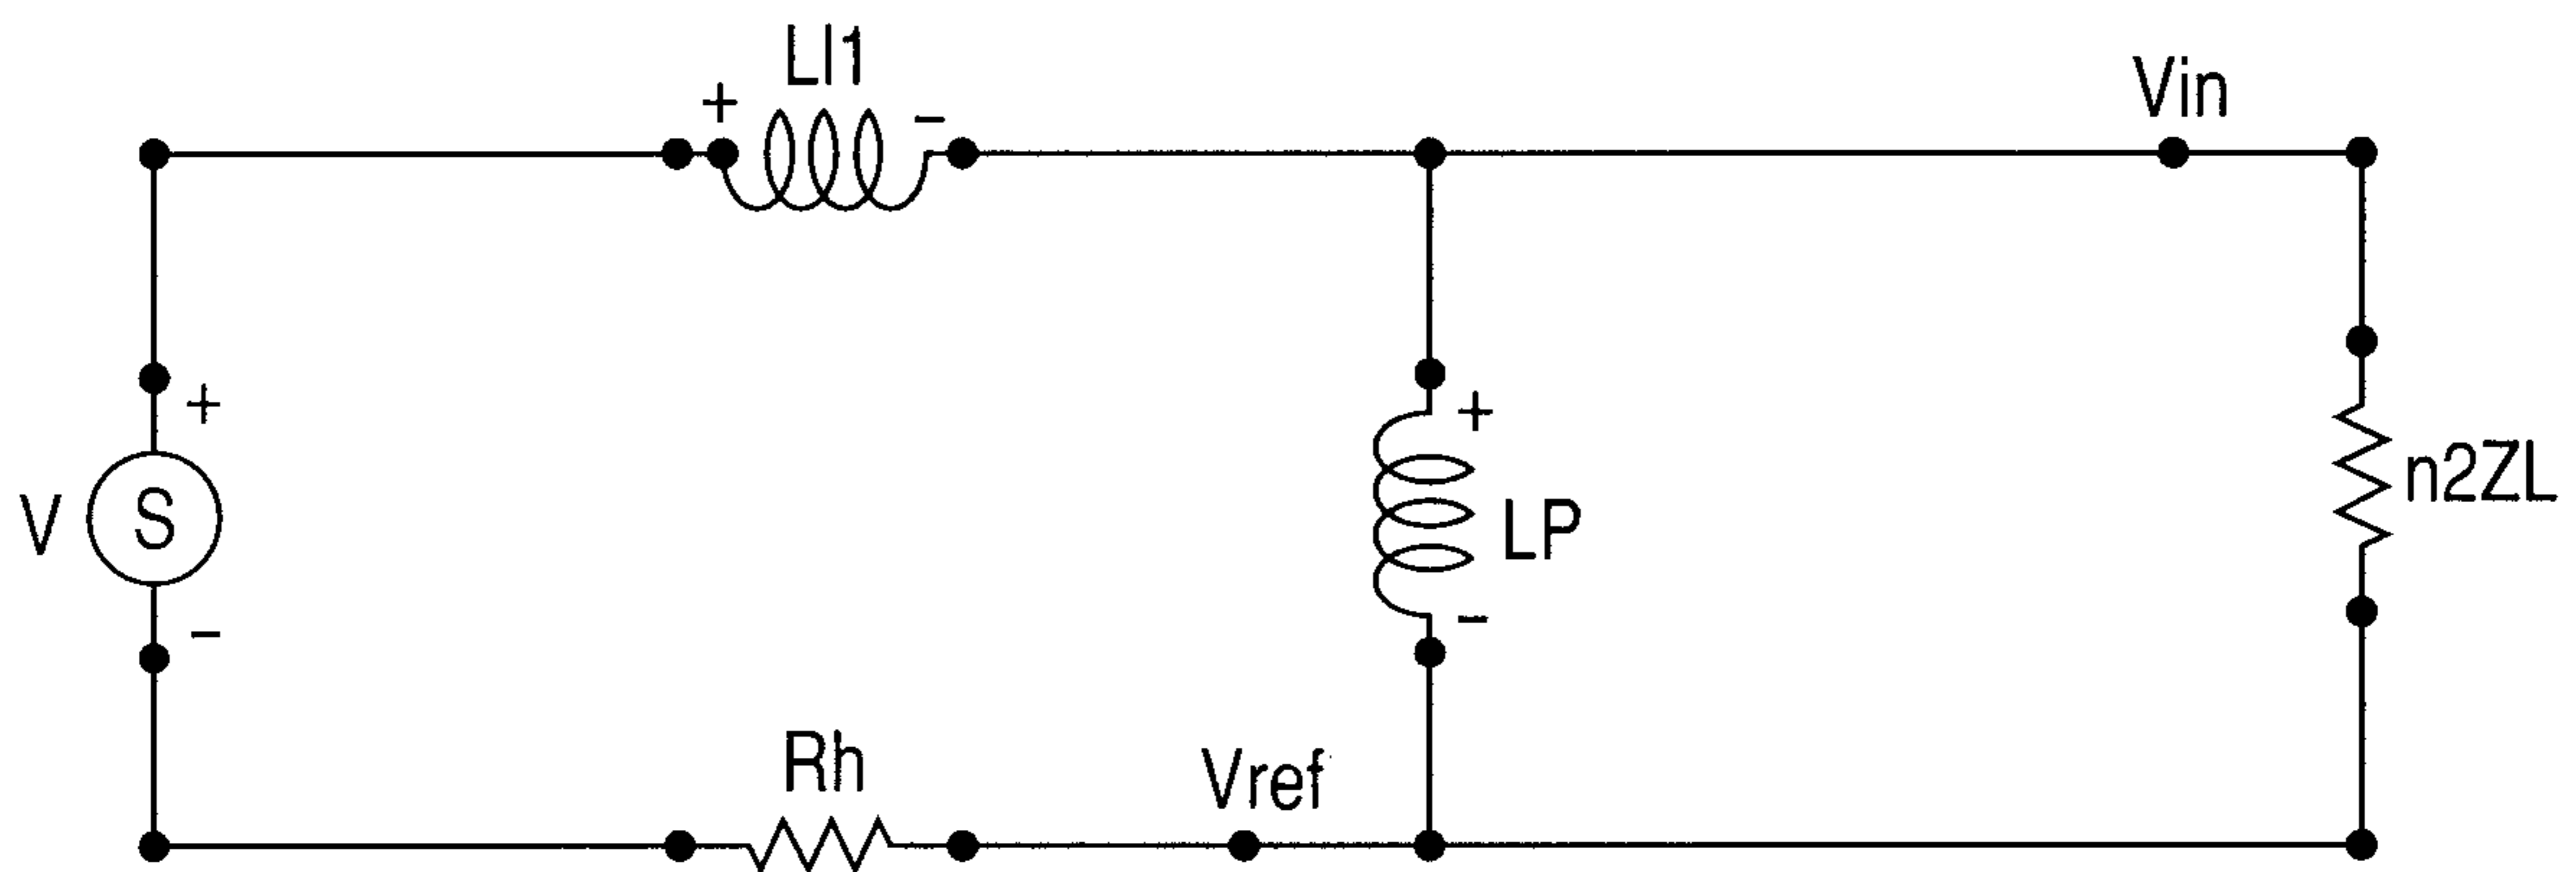 Ll1
Vin
+
-
+
V
S
-
+
LP
-
n2ZL
Rh
Vref